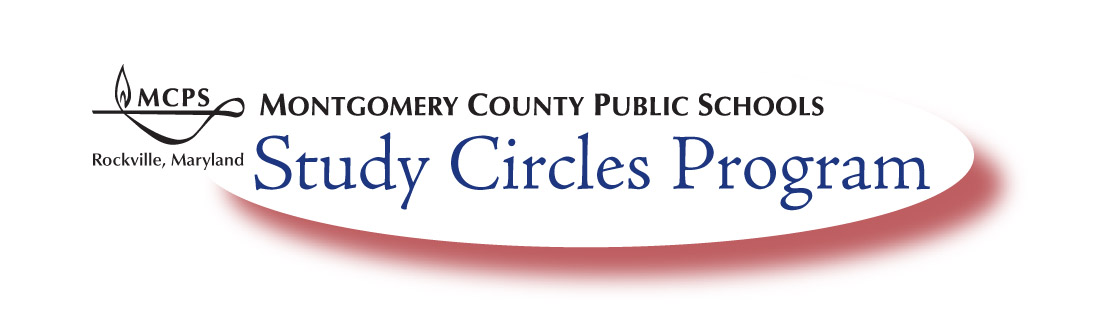 MCPS
Rockville, Maryland
MONTGOMERY COUNTY PUBLIC SCHOOLS
Study Circles Program